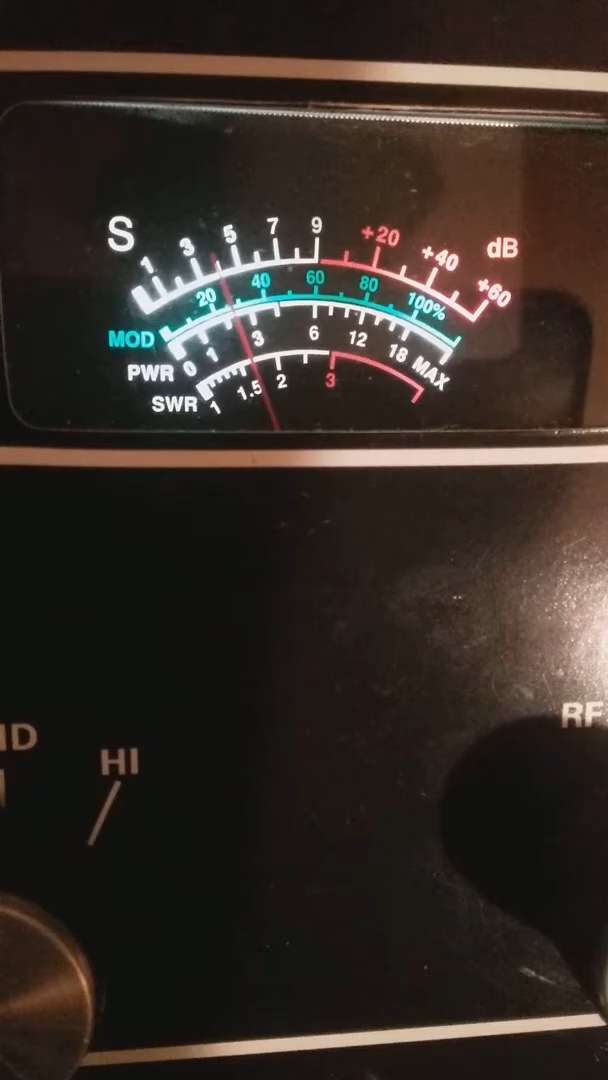 S 1 3 5 7 9 +20 +40 +60 dB
MOD 20 40 60 80 100%
PWR 0 1 3 6 12 18 MAX
SWR 1 1.5 2 3
RF
HI